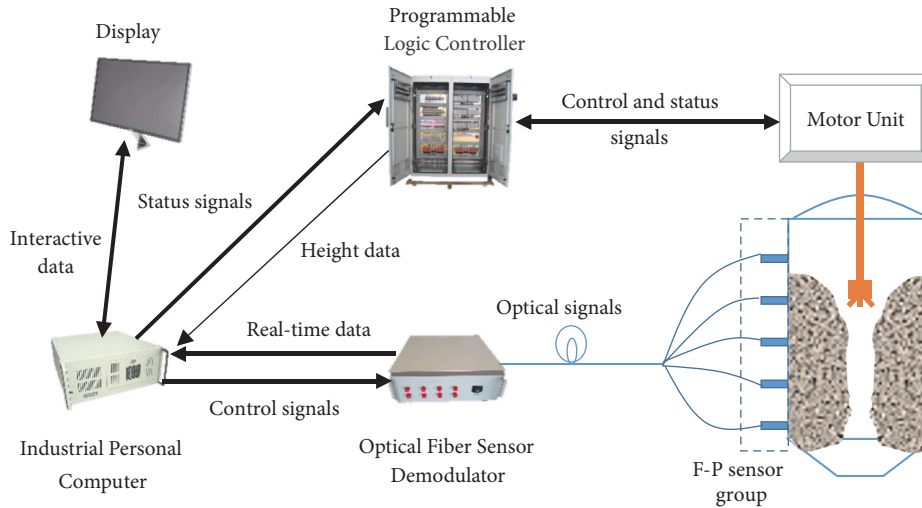 Display
Programmable
Logic Controller
Control and status
signals
Motor Unit
Status signals
Interactive
data
Height data
Optical signals
Real-time data
Control signals
Industrial Personal
Computer
Optical Fiber Sensor
Demodulator
F-P sensor
group